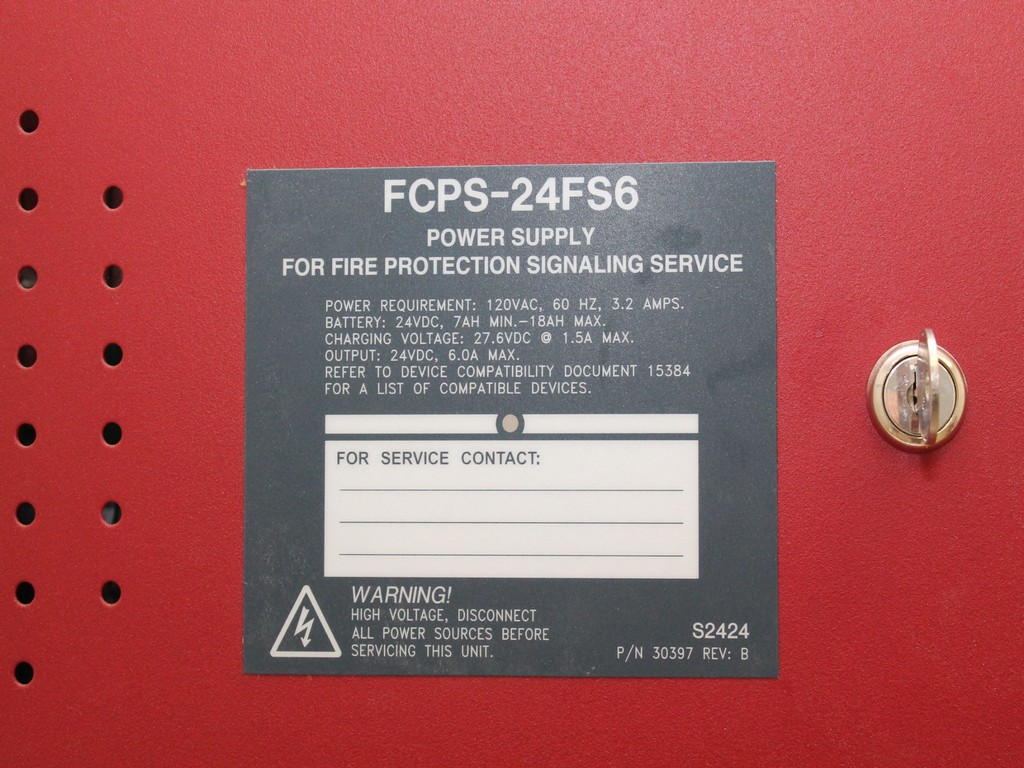 FCPS-24FS6
POWER SUPPLY
FOR FIRE PROTECTION SIGNALING SERVICE
POWER REQUIREMENT: 120VAC, 60 HZ, 3.2 AMPS.
BATTERY: 24VDC, 7AH MIN.-18AH MAX.
CHARGING VOLTAGE: 27.6VDC @ 1.5A MAX.
OUTPUT: 24VDC, 6.0A MAX.
REFER TO DEVICE COMPATIBILITY DOCUMENT 15384
FOR A LIST OF COMPATIBLE DEVICES.
FOR SERVICE CONTACT:
WARNING!
HIGH VOLTAGE, DISCONNECT
ALL POWER SOURCES BEFORE
SERVICING THIS UNIT.
S2424
P/N 30397 REV: B